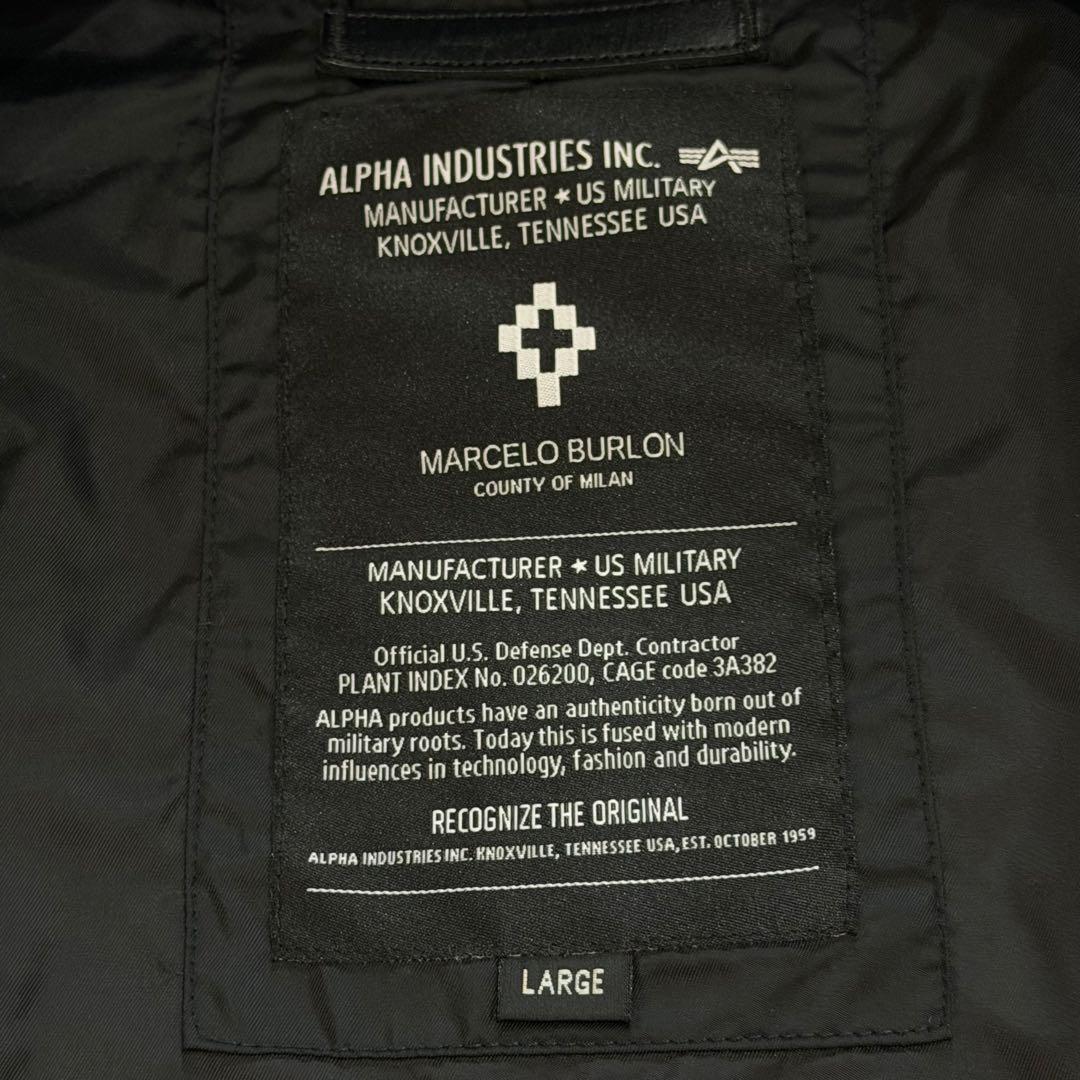 ALPHA INDUSTRIES INC.
MANUFACTURER ★ US MILITARY
KNOXVILLE, TENNESSEE USA
MARCELO BURLON
COUNTY OF MILAN
MANUFACTURER ★ US MILITARY
KNOXVILLE, TENNESSEE USA
Official U.S. Defense Dept. Contractor
PLANT INDEX No. 026200, CAGE code 3A382
ALPHA products have an authenticity born out of
military roots. Today this is fused with modern
influences in technology, fashion and durability.
RECOGNIZE THE ORIGINAL
ALPHA INDUSTRIES INC. KNOXVILLE, TENNESSEE USA, EST. OCTOBER 1959
LARGE